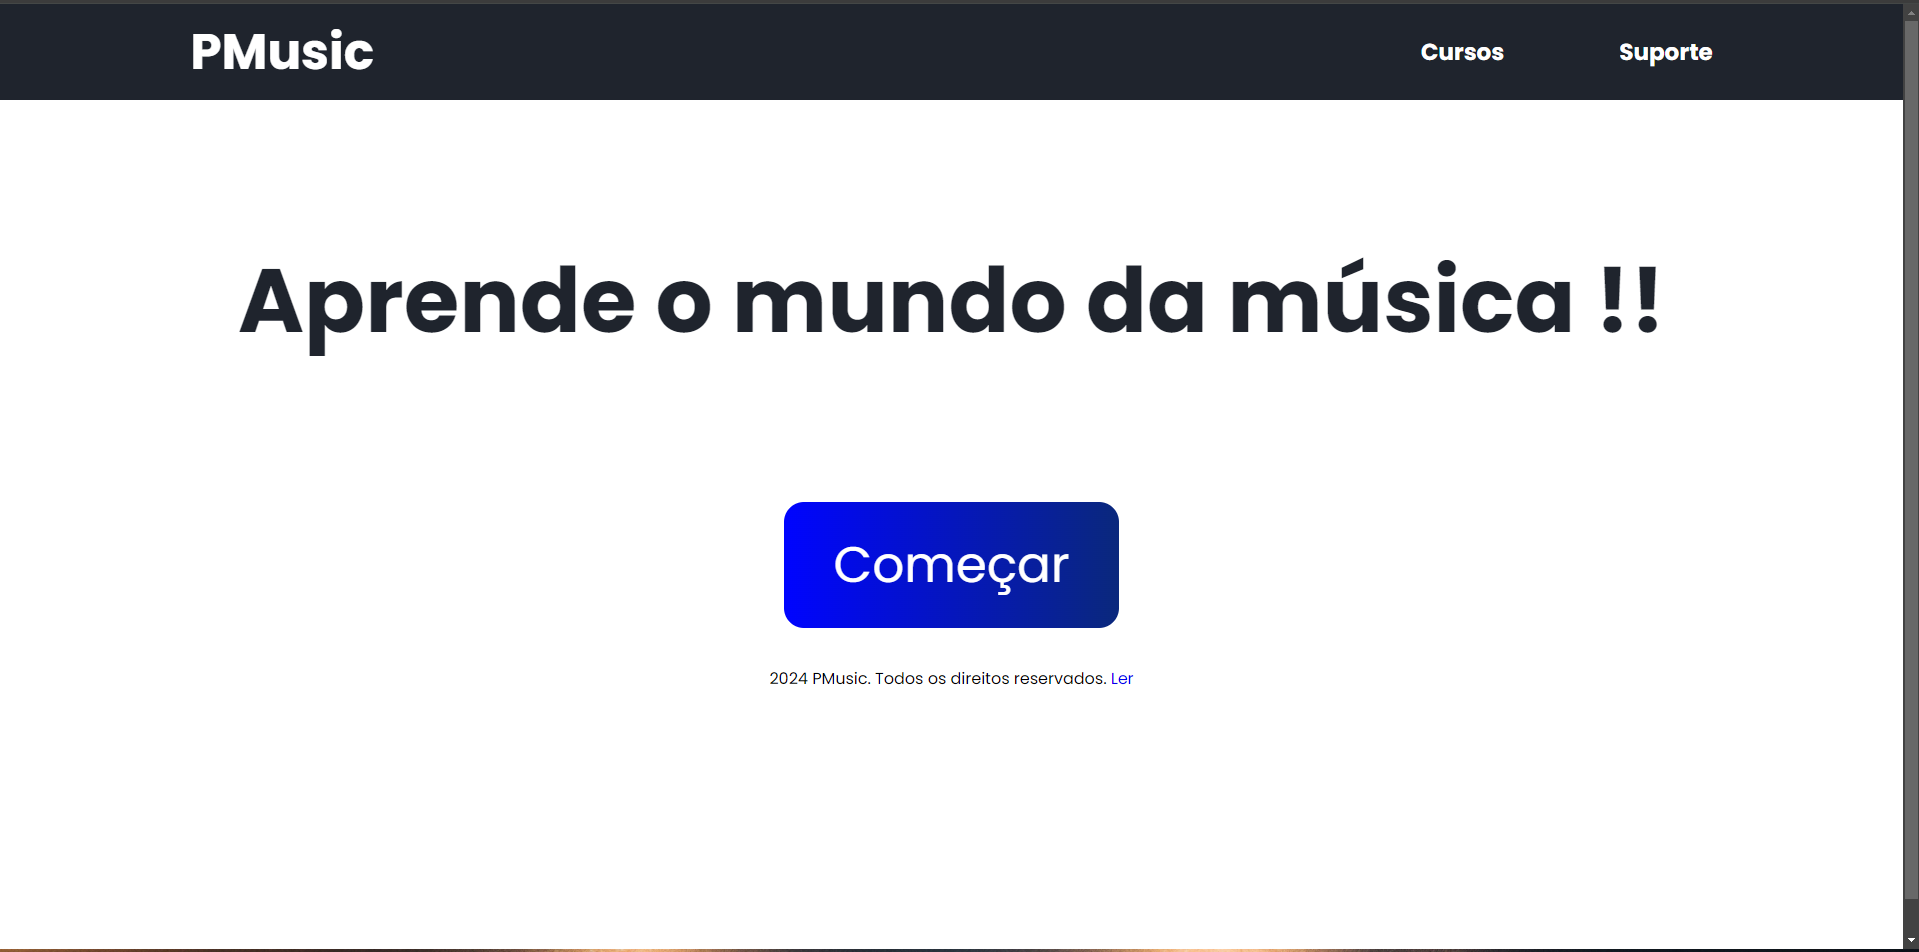 PMusic
Cursos
Suporte
Aprende o mundo da música !!
Começar
2024 PMusic. Todos os direitos reservados. Ler